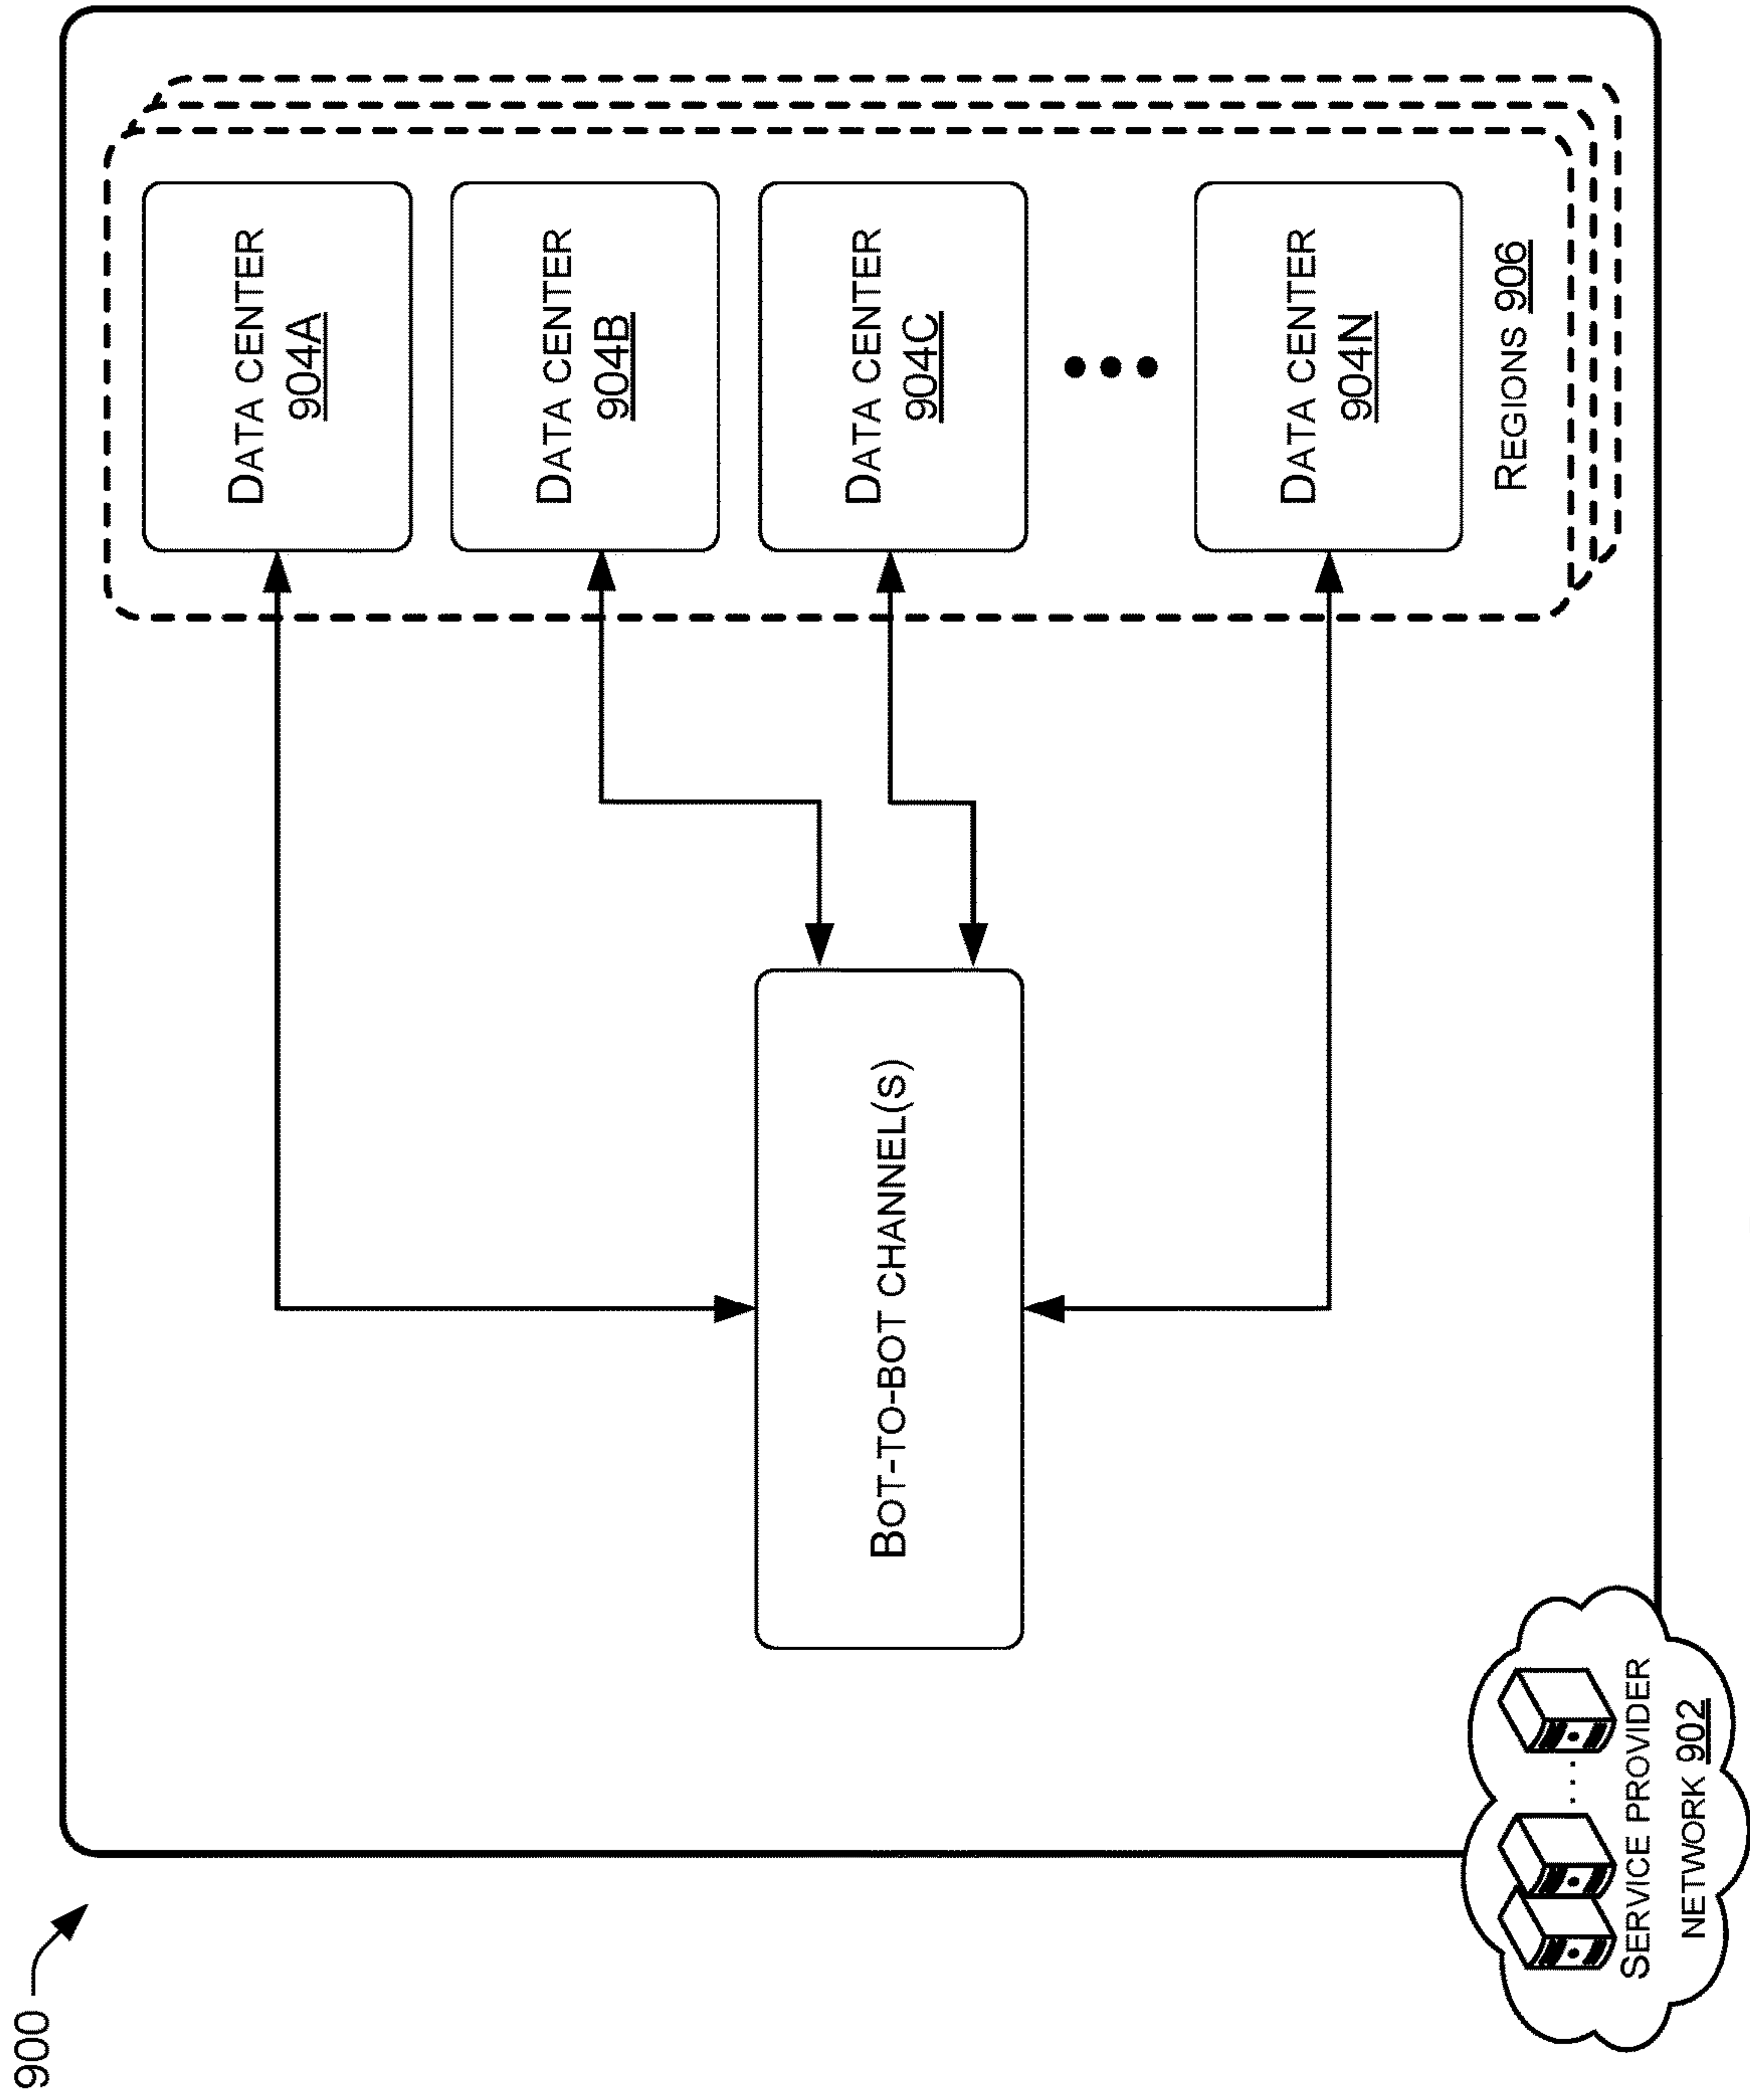 900
DATA CENTER
904A
DATA CENTER
904B
DATA CENTER
904C
DATA CENTER
904N
REGIONS 906
BOT-TO-BOT CHANNEL(S)
SERVICE PROVIDER
NETWORK 902